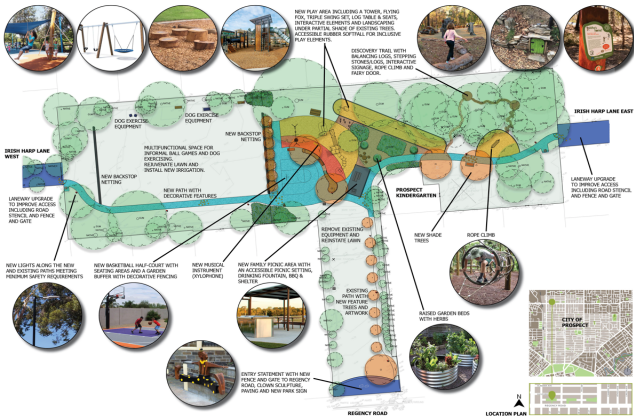 NEW PLAY AREA INCLUDING A TOWER, FLYING
FOX, TRIPLE SWING SET, LOG TABLE & SEATS,
INTERACTIVE ELEMENTS AND LANDSCAPING
UNDER PARTIAL SHADE OF EXISTING TREES.
ACCESSIBLE RUBBER SOFTFALL FOR INCLUSIVE
PLAY ELEMENTS.
DISCOVERY TRAIL WITH
BALANCING LOGS, STEPPING
STONES/LOGS, INTERACTIVE
SIGNAGE, ROPE CLIMB AND
FAIRY DOOR.
IRISH HARP LANE EAST
DOG EXERCISE
EQUIPMENT
DOG EXERCISE
EQUIPMENT
NEW BACKSTOP
NETTING
IRISH HARP LANE
WEST
MULTIFUNCTIONAL SPACE FOR
INFORMAL BALL GAMES AND DOG
EXERCISING.
REJUVENATE LAWN AND
INSTALL NEW IRRIGATION.
NEW BACKSTOP
NETTING
LANEWAY UPGRADE
TO IMPROVE ACCESS
INCLUDING ROAD
STENCIL AND FENCE
AND GATE
NEW PATH WITH
DECORATIVE FEATURES
PROSPECT
KINDERGARTEN
LANEWAY UPGRADE
TO IMPROVE ACCESS
INCLUDING ROAD STENCIL
AND FENCE AND GATE
NEW SHADE
TREES
ROPE CLIMB
REMOVE EXISTING
EQUIPMENT AND
REINSTATE LAWN
NEW LIGHTS ALONG THE NEW
AND EXISTING PATHS MEETING
MINIMUM SAFETY REQUIREMENTS
NEW BASKETBALL HALF-COURT WITH
SEATING AREAS AND A GARDEN
BUFFER WITH DECORATIVE FENCING
NEW MUSICAL
INSTRUMENT
(XYLOPHONE)
NEW FAMILY PICNIC AREA WITH
AN ACCESSIBLE PICNIC SETTING,
DRINKING FOUNTAIN, BBQ &
SHELTER
EXISTING
PATH WITH
NEW FEATURE
TREES AND
ARTWORK
RAISED GARDEN BEDS
WITH HERBS
CITY OF
PROSPECT
ENTRY STATEMENT WITH NEW
FENCE AND GATE TO REGENCY
ROAD, CLOWN SCULPTURE,
PAVING AND NEW PARK SIGN
REGENCY ROAD
N
LOCATION PLAN